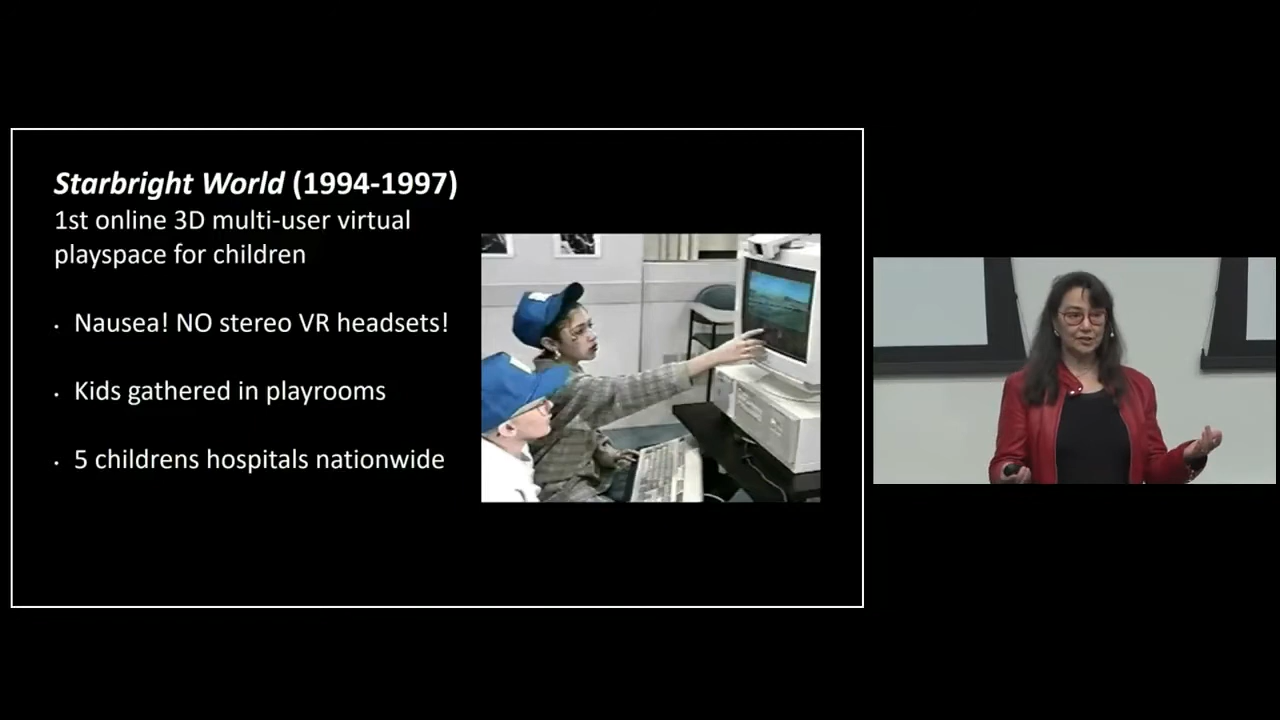 Starbright World (1994-1997)
1st online 3D multi-user virtual
playspace for children
• Nausea! NO stereo VR headsets!
• Kids gathered in playrooms
• 5 childrens hospitals nationwide